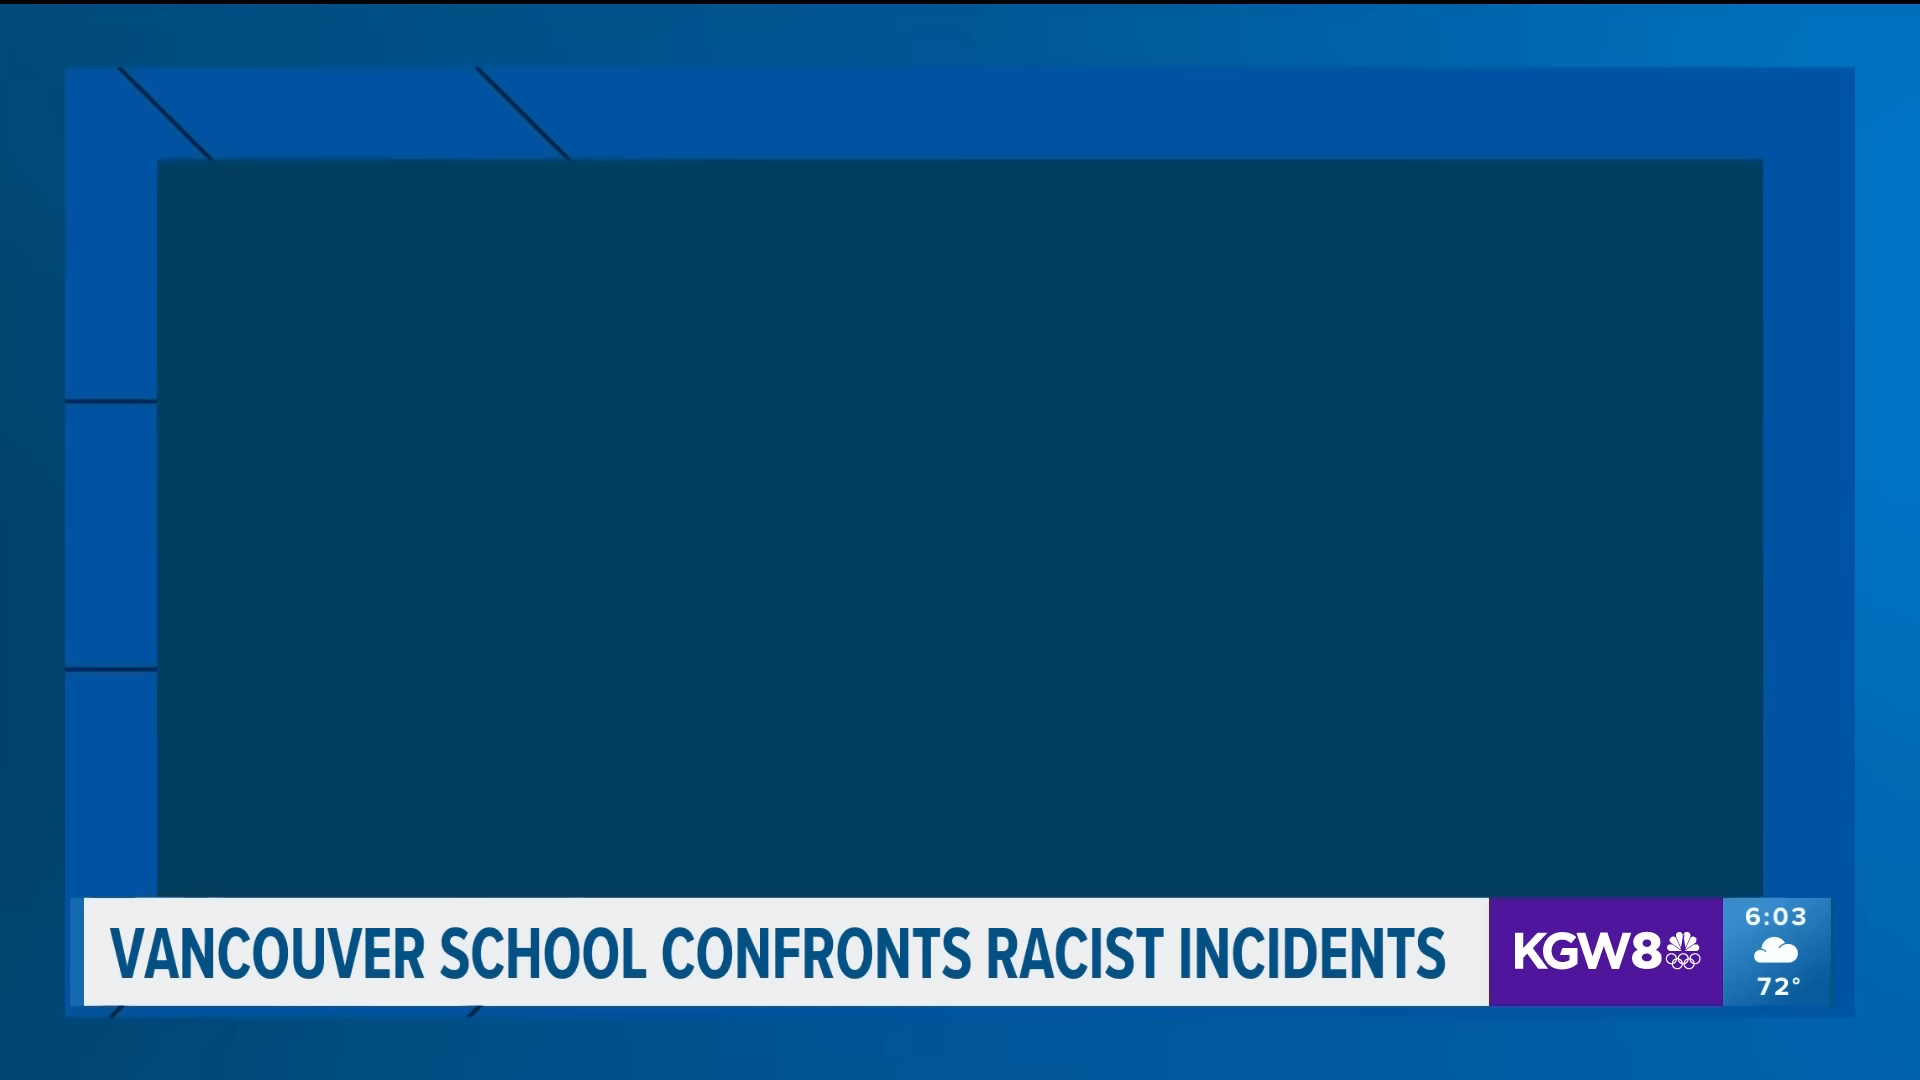 VANCOUVER SCHOOL CONFRONTS RACIST INCIDENTS
KGW8
6:03
72°